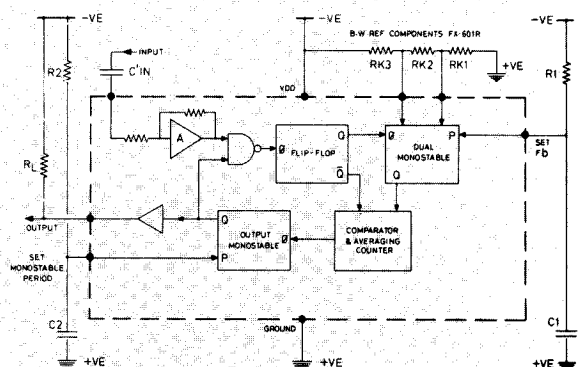 -VE
-VE
-VE
B-W REF COMPONENTS FX-601R
INPUT
+VE
R2
C'IN
RK3
RK2
RK1
R1
VDD
RL
A
Ø
Q
FLIP-FLOP
Q̅
Ø
P
DUAL
MONOSTABLE
Q
SET
Fb
OUTPUT
Q
OUTPUT
MONOSTABLE
Ø
P
COMPARATOR
& AVERAGING
COUNTER
SET
MONOSTABLE
PERIOD
C2
GROUND
C1
+VE
+VE
+VE